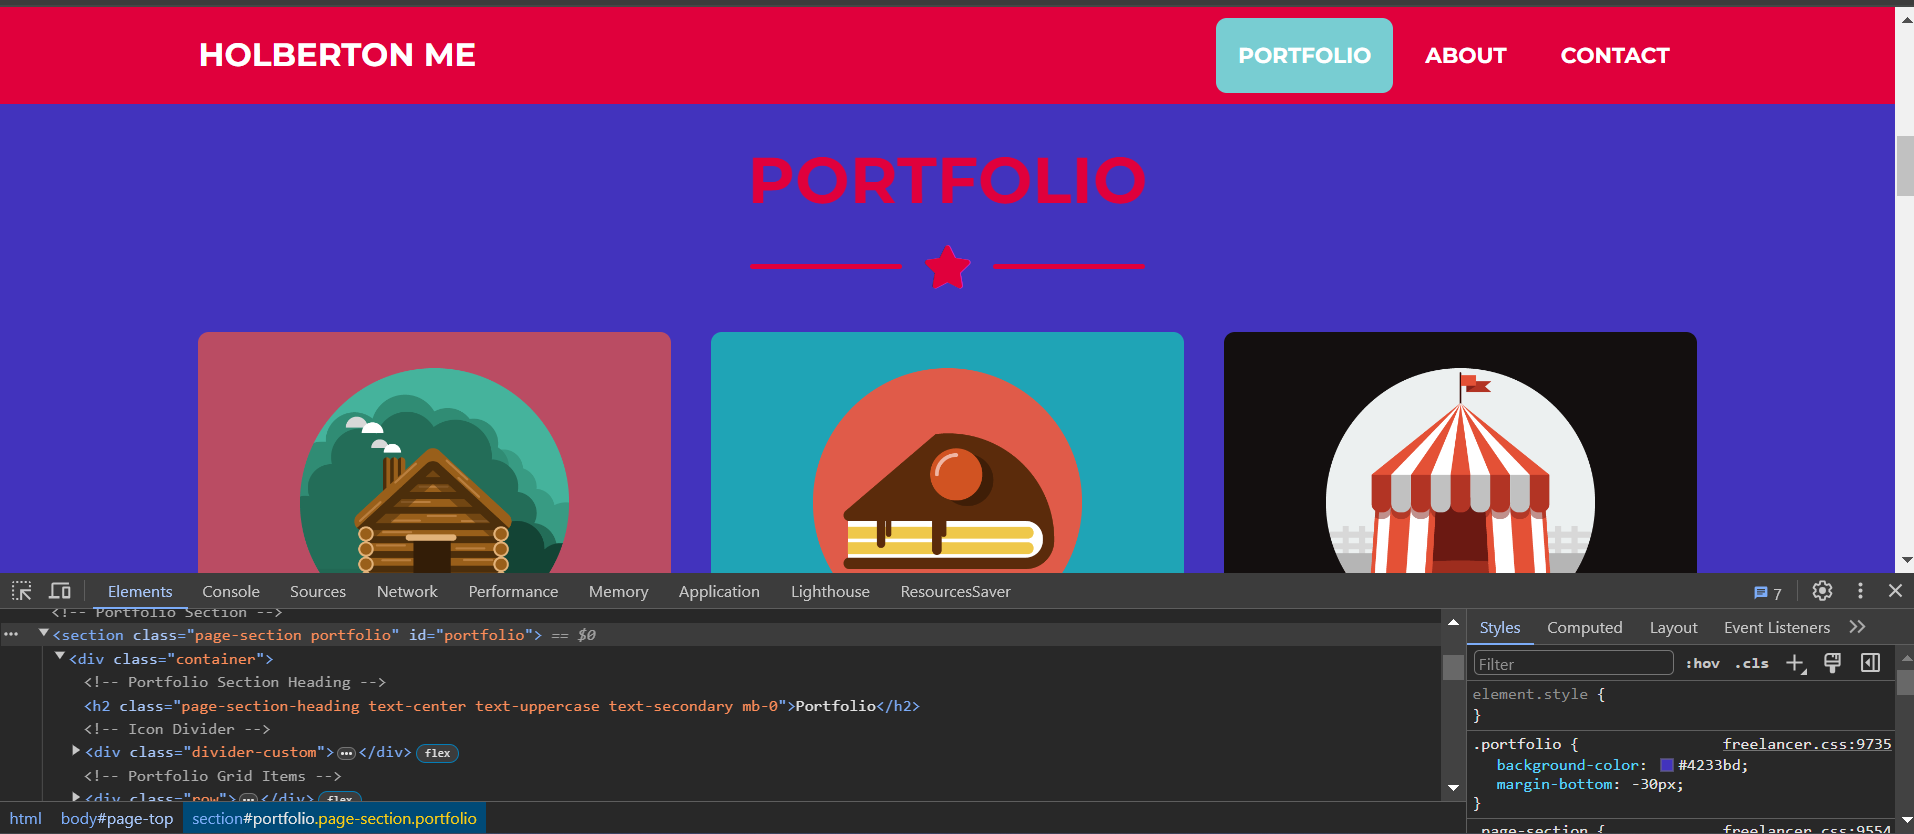 HOLBERTON ME
PORTFOLIO ABOUT CONTACT
PORTFOLIO
Elements Console Sources Network Performance Memory Application Lighthouse ResourcesSaver 7
<!-- Portfolio Section -->
<section class="page-section portfolio" id="portfolio"> == $0
<div class="container">
<!-- Portfolio Section Heading -->
<h2 class="page-section-heading text-center text-uppercase text-secondary mb-0">Portfolio</h2>
<!-- Icon Divider -->
<div class="divider-custom">…</div> flex
<!-- Portfolio Grid Items -->
<div class="row">…</div> flex
html body#page-top section#portfolio.page-section.portfolio
Styles Computed Layout Event Listeners
Filter :hov .cls
element.style {
}
.portfolio { freelancer.css:9735
background-color: #4233bd;
margin-bottom: -30px;
}
.page-section { freelancer.css:9554